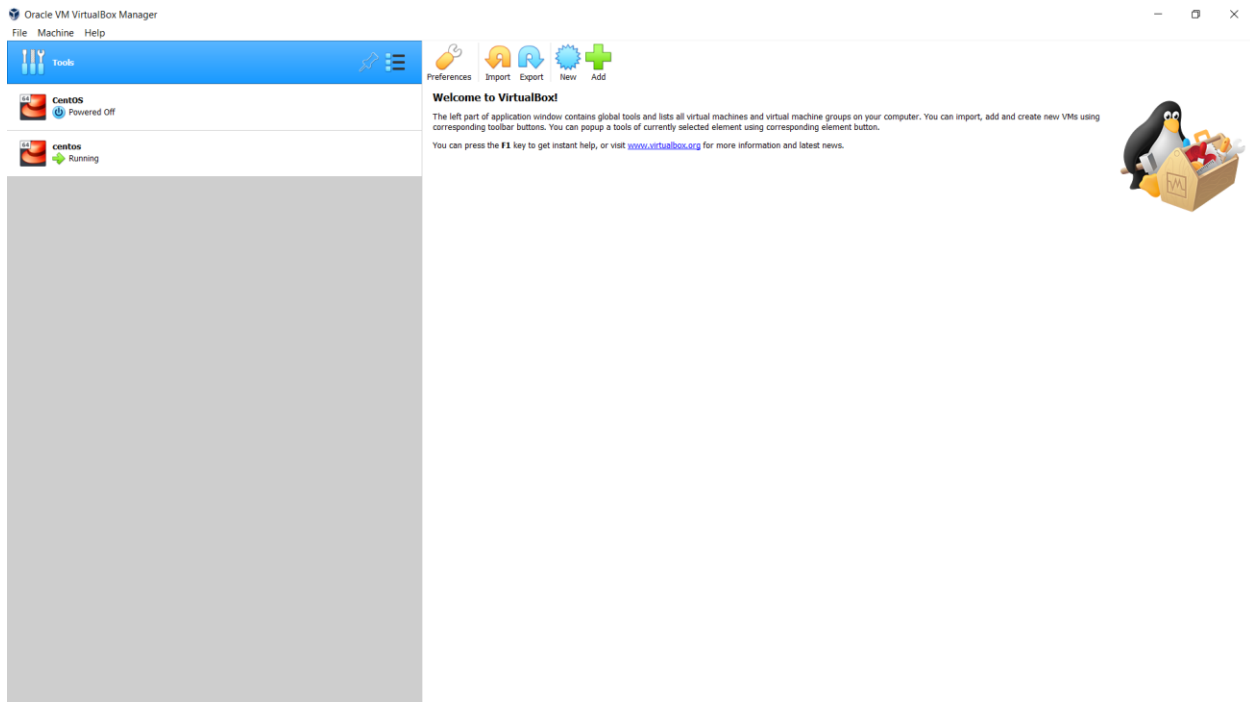 Oracle VM VirtualBox Manager
File Machine Help
Tools
Preferences Import Export New Add
64 CentOS
Powered Off
64 centos
Running
Welcome to VirtualBox!
The left part of application window contains global tools and lists all virtual machines and virtual machine groups on your computer. You can import, add and create new VMs using
corresponding toolbar buttons. You can popup a tools of currently selected element using corresponding element button.
You can press the F1 key to get instant help, or visit www.virtualbox.org for more information and latest news.